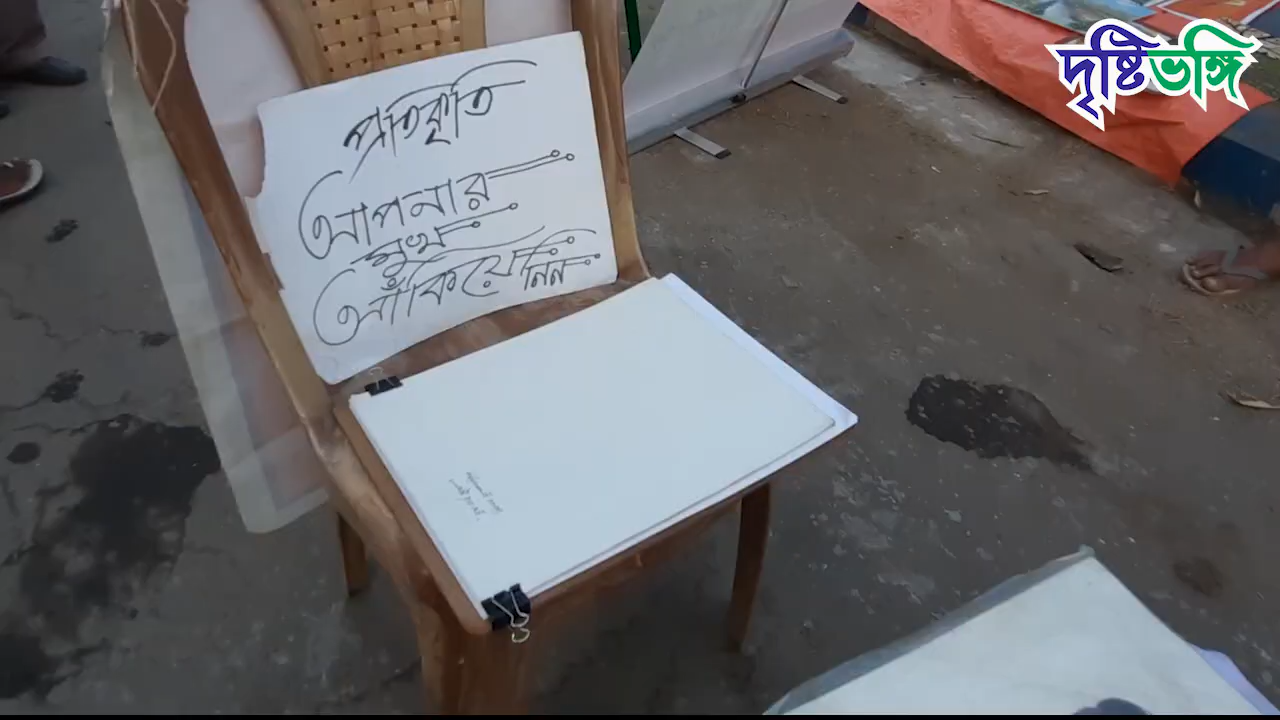 দৃষ্টিভঙ্গি
প্রতিকৃতি
আপনার
মুখ
আঁকিয়ে নিন